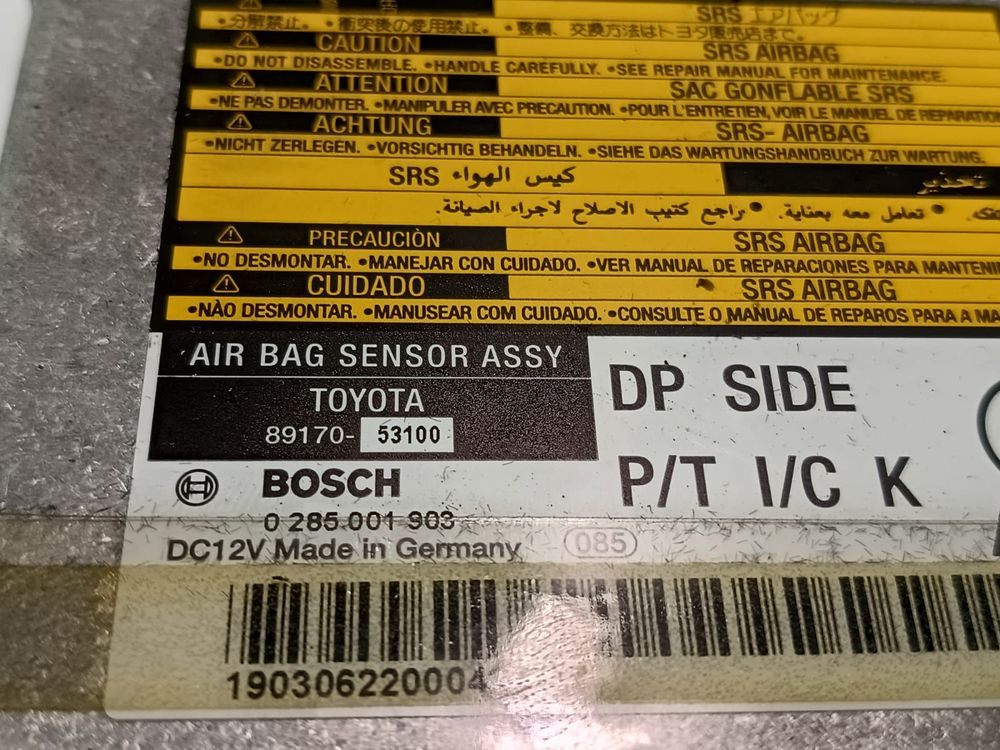 SRS エアバッグ
•分解禁止。•衝突後の使用禁止。•整備、交換方法はトヨタ販売店まで。
CAUTION SRS AIRBAG
•DO NOT DISASSEMBLE. •HANDLE CAREFULLY. •SEE REPAIR MANUAL FOR MAINTENANCE.
ATTENTION SAC GONFLABLE SRS
•NE PAS DEMONTER. •MANIPULER AVEC PRECAUTION. •POUR L'ENTRETIEN, VOIR LE MANUEL DE REPARATION
ACHTUNG SRS- AIRBAG
•NICHT ZERLEGEN. •VORSICHTIG BEHANDELN. •SIEHE DAS WARTUNGSHANDBUCH ZUR WARTUNG.
تحذير كيس الهواء SRS
• تعامل معه بعناية. • راجع كتيب الاصلاح لاجراء الصيانة.
PRECAUCIÒN SRS AIRBAG
•NO DESMONTAR. •MANEJAR CON CUIDADO. •VER MANUAL DE REPARACIONES PARA
CUIDADO SRS AIRBAG
•NÀO DESMONTAR. •MANUSEAR COM CUIDADO. •CONSULTE O MANUAL DE REPAROS PARA A
AIR BAG SENSOR ASSY
TOYOTA
89170- 53100
DP SIDE
P/T I/C K
BOSCH
0 285 001 903
DC12V Made in Germany 085
190306220004